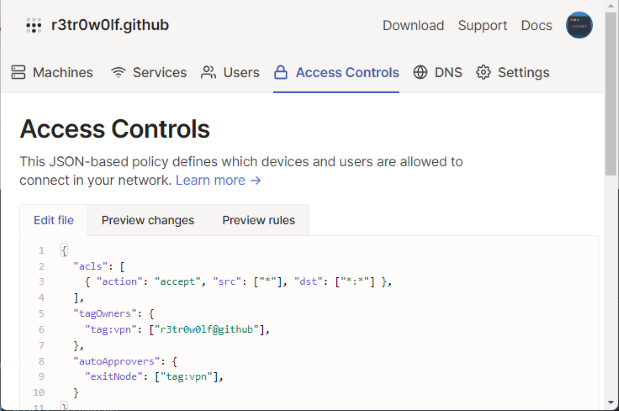 r3tr0w0lf.github
Download Support Docs
Machines Services Users Access Controls DNS Settings
Access Controls
This JSON-based policy defines which devices and users are allowed to
connect in your network. Learn more →
Edit file Preview changes Preview rules
1 {
2 "acls": [
3 { "action": "accept", "src": ["*"], "dst": ["*:*"] },
4 ],
5 "tagOwners": {
6 "tag:vpn": ["r3tr0w0lf@github"],
7 },
8 "autoApprovers": {
9 "exitNode": ["tag:vpn"],
10 }
11 }